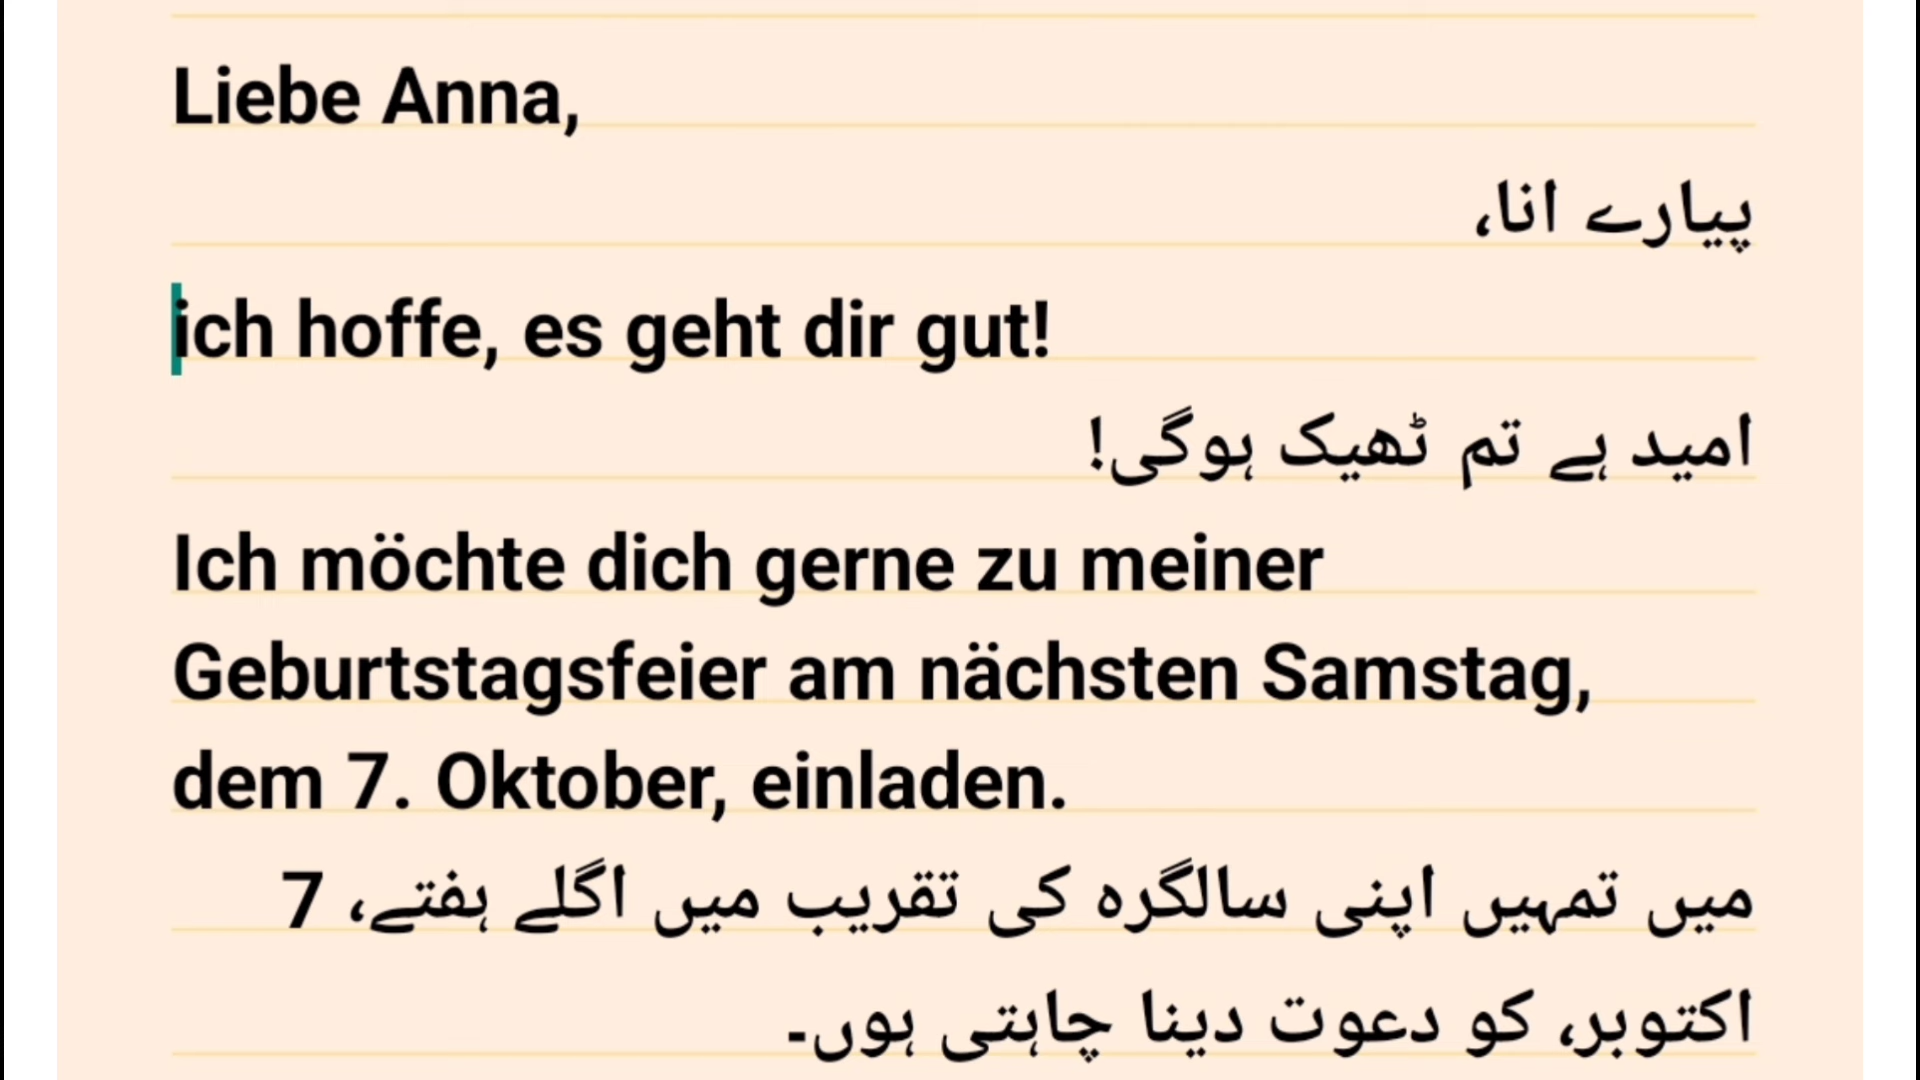 Liebe Anna,
پیارے انا،
ich hoffe, es geht dir gut!
امید ہے تم ٹھیک ہوگی!
Ich möchte dich gerne zu meiner
Geburtstagsfeier am nächsten Samstag,
dem 7. Oktober, einladen.
میں تمہیں اپنی سالگرہ کی تقریب میں اگلے ہفتے، 7
اکتوبر، کو دعوت دینا چاہتی ہوں۔